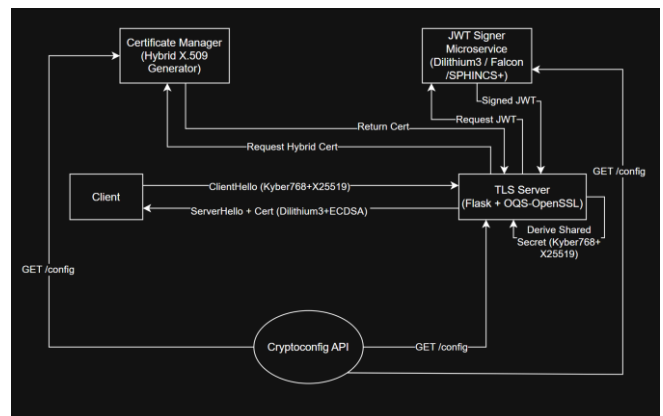 Certificate Manager
(Hybrid X.509
Generator)
JWT Signer
Microservice
(Dilithium3 / Falcon
/SPHINCS+)
Signed JWT
Request JWT
Return Cert
Request Hybrid Cert
GET /config
Client
ClientHello (Kyber768+X25519)
ServerHello + Cert (Dilithium3+ECDSA)
TLS Server
(Flask + OQS-OpenSSL)
Derive Shared
Secret (Kyber768+
X25519)
GET /config
Cryptoconfig API
GET /config